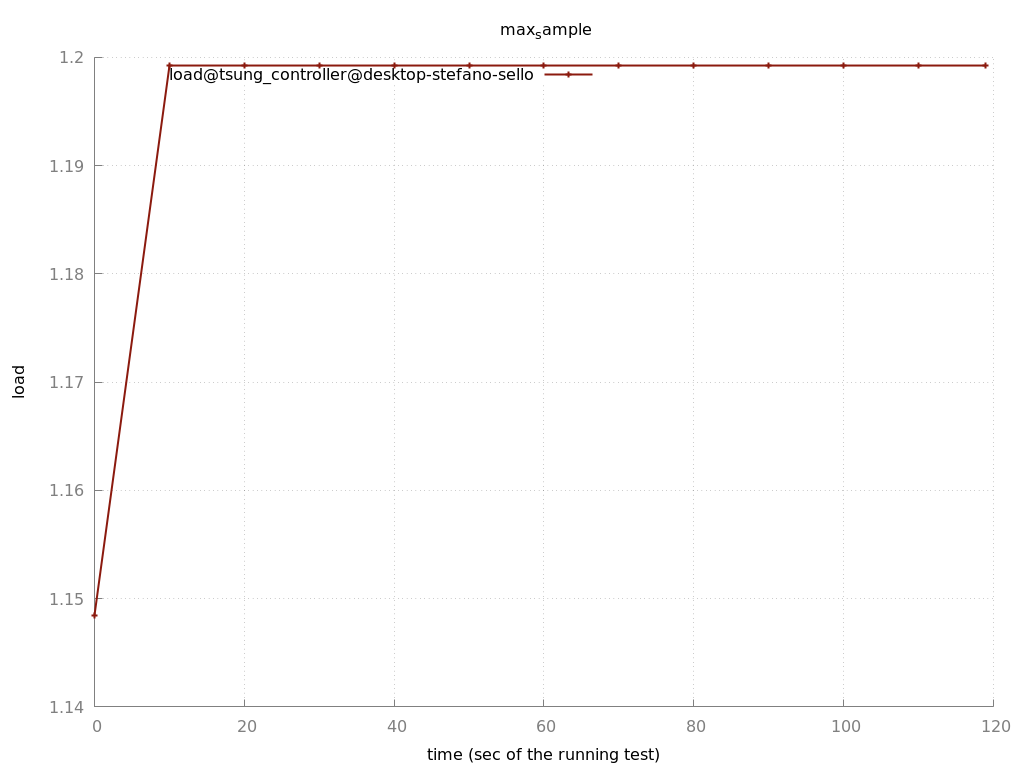 maxsample
1.2
load@tsung_controller@desktop-stefano-sello
1.19
1.18
1.17
load
1.16
1.15
1.14
0 20 40 60 80 100 120
time (sec of the running test)